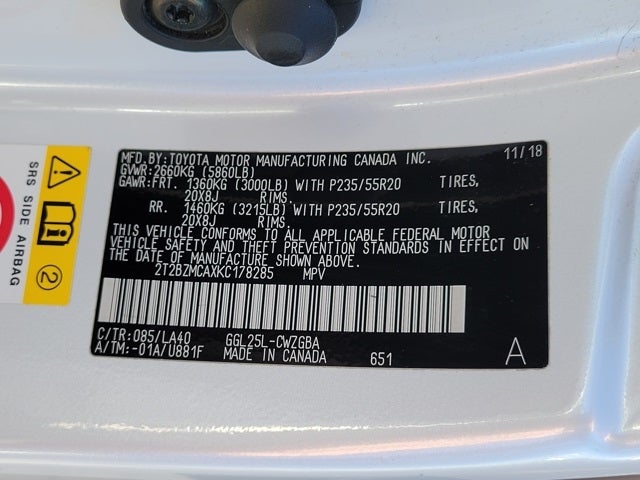 MFD.BY:TOYOTA MOTOR MANUFACTURING CANADA INC. 11/18
GVWR:2660KG (5860LB)
GAWR:FRT. 1360KG (3000LB) WITH P235/55R20 TIRES,
20X8J RIMS.
RR. 1460KG (3215LB) WITH P235/55R20 TIRES,
20X8J RIMS.
THIS VEHICLE CONFORMS TO ALL APPLICABLE FEDERAL MOTOR
VEHICLE SAFETY AND THEFT PREVENTION STANDARDS IN EFFECT ON
THE DATE OF MANUFACTURE SHOWN ABOVE.
2T2BZMCAXKC178285 MPV
C/TR:085/LA40 GGL25L-CWZGBA
A/TM:-01A/U881F MADE IN CANADA 651 A
SRS SIDE AIRBAG
2